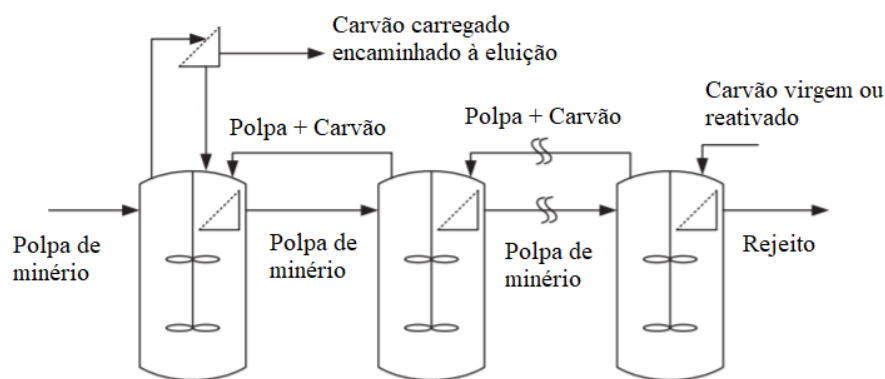 Carvão carregado
encaminhado à eluição
Carvão virgem ou
reativado
Polpa + Carvão
Polpa + Carvão
Polpa de
minério
Polpa de
minério
Polpa de
minério
Rejeito